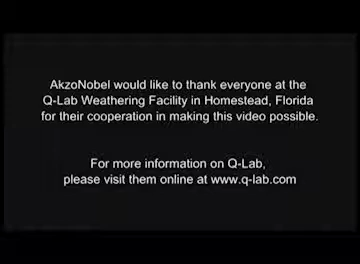 AkzoNobel would like to thank everyone at the
Q-Lab Weathering Facility in Homestead, Florida
for their cooperation in making this video possible.
For more information on Q-Lab,
please visit them online at www.q-lab.com